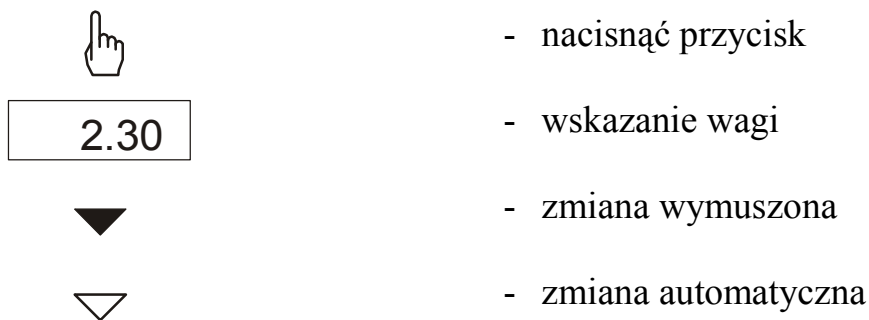 - nacisnąć przycisk
2.30 - wskazanie wagi
- zmiana wymuszona
- zmiana automatyczna